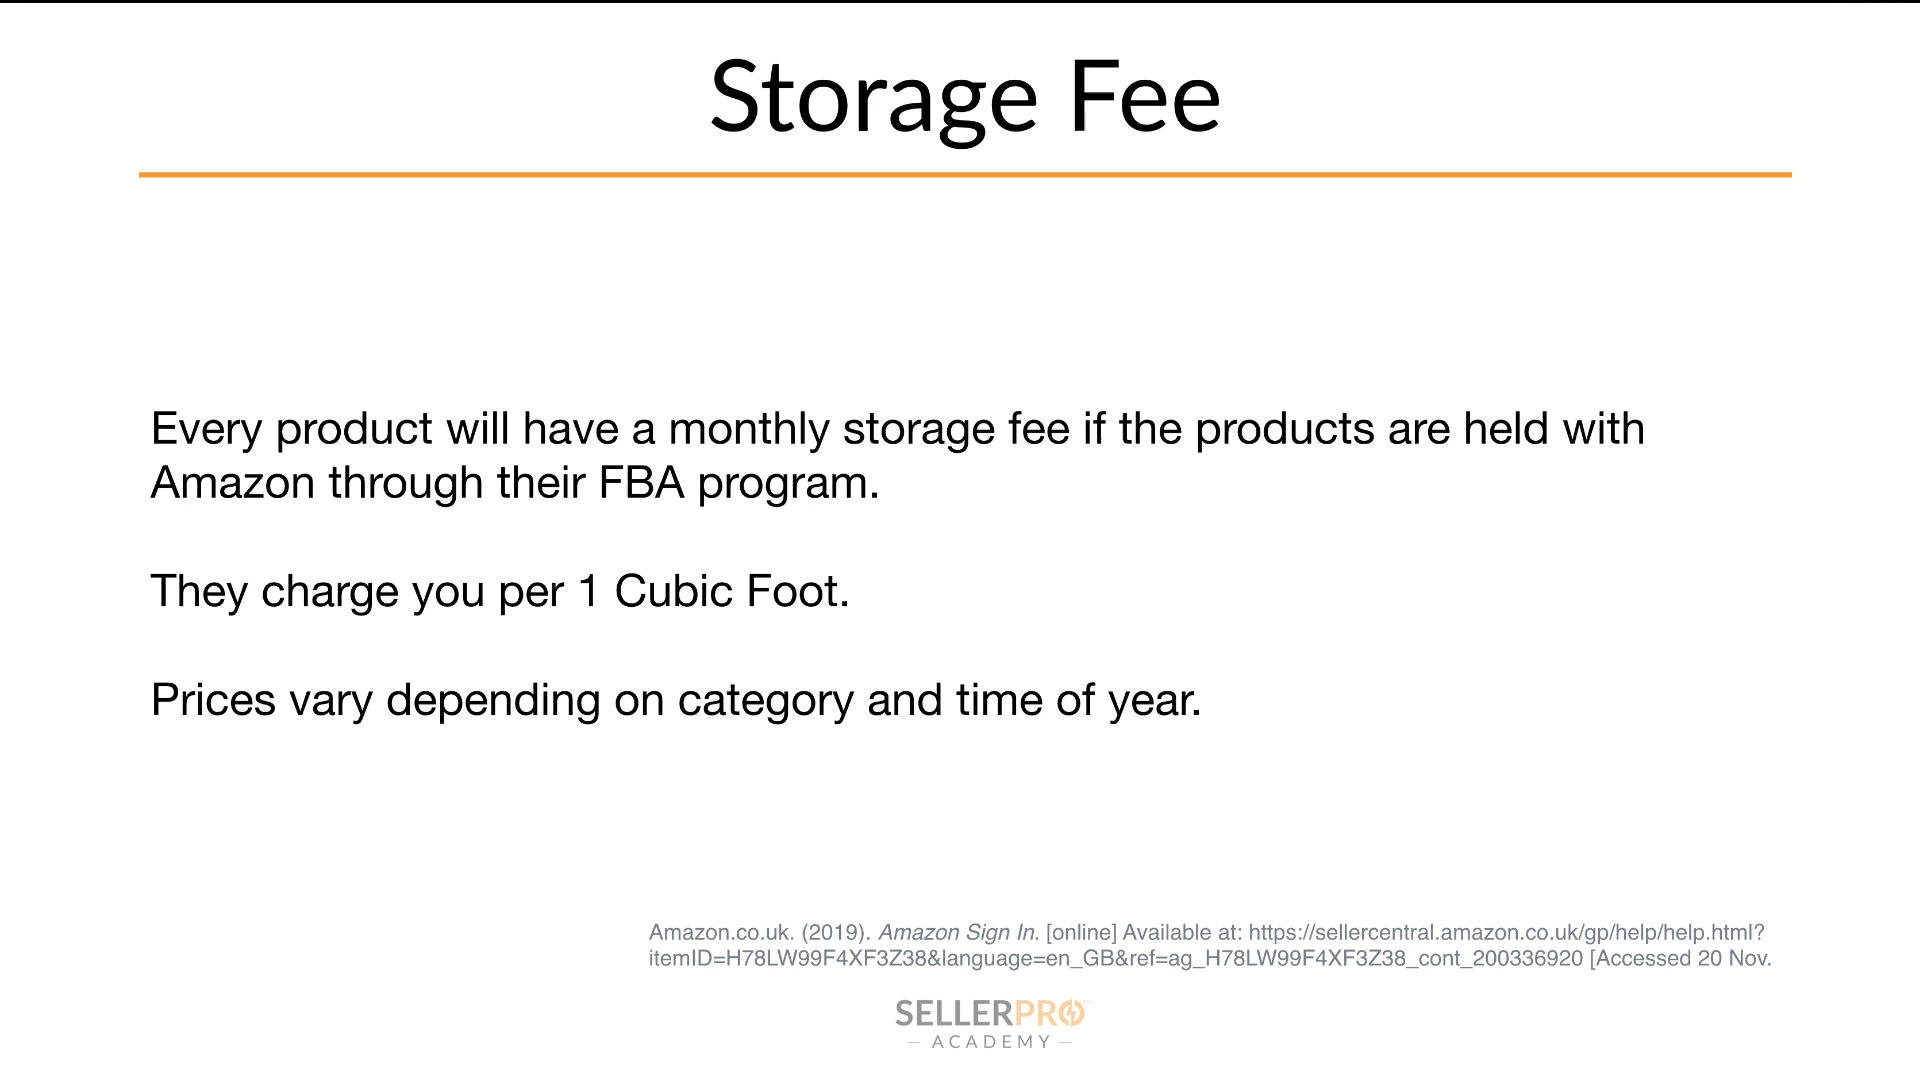 Storage Fee
Every product will have a monthly storage fee if the products are held with
Amazon through their FBA program.
They charge you per 1 Cubic Foot.
Prices vary depending on category and time of year.
Amazon.co.uk. (2019). Amazon Sign In. [online] Available at: https://sellercentral.amazon.co.uk/gp/help/help.html?
itemID=H78LW99F4XF3Z38&language=en_GB&ref=ag_H78LW99F4XF3Z38_cont_200336920 [Accessed 20 Nov.
SELLERPRO™
— ACADEMY —